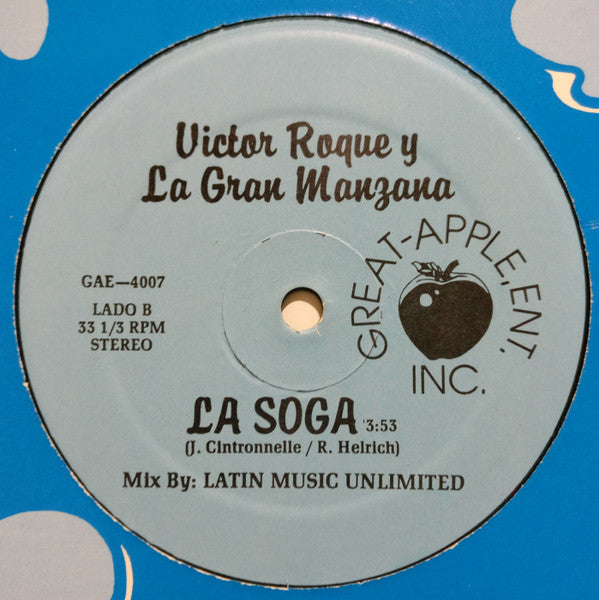 Victor Roque y
La Gran Manzana
GREAT-APPLE, ENT.
INC.
GAE—4007
LADO B
33 1/3 RPM
STEREO
LA SOGA 3:53
(J. Cintronnelle / R. Helrich)
Mix By: LATIN MUSIC UNLIMITED